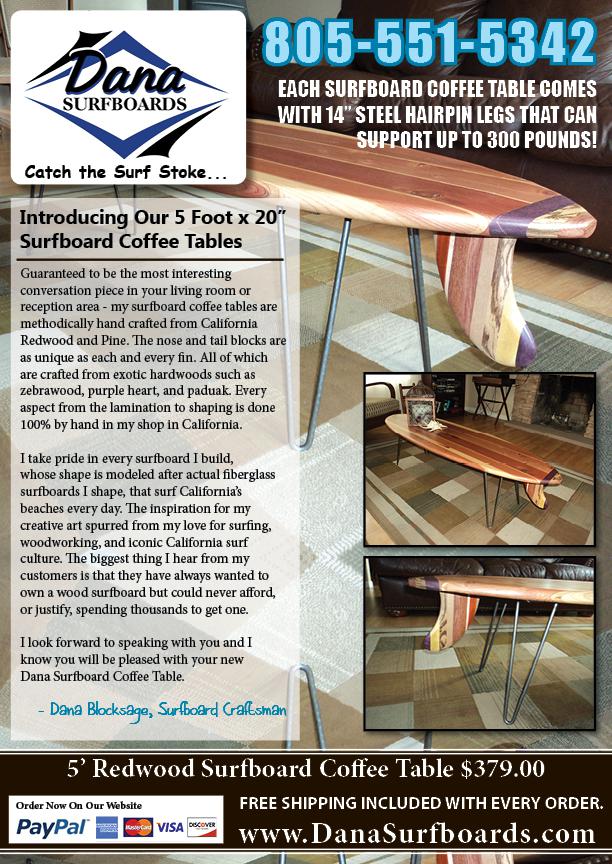 Dana
SURFBOARDS
Catch the Surf Stoke...
805-551-5342
EACH SURFBOARD COFFEE TABLE COMES
WITH 14” STEEL HAIRPIN LEGS THAT CAN
SUPPORT UP TO 300 POUNDS!
Introducing Our 5 Foot x 20”
Surfboard Coffee Tables
Guaranteed to be the most interesting
conversation piece in your living room or
reception area - my surfboard coffee tables are
methodically hand crafted from California
Redwood and Pine. The nose and tail blocks are
as unique as each and every fin. All of which
are crafted from exotic hardwoods such as
zebrawood, purple heart, and paduak. Every
aspect from the lamination to shaping is done
100% by hand in my shop in California.
I take pride in every surfboard I build,
whose shape is modeled after actual fiberglass
surfboards I shape, that surf California’s
beaches every day. The inspiration for my
creative art spurred from my love for surfing,
woodworking, and iconic California surf
culture. The biggest thing I hear from my
customers is that they have always wanted to
own a wood surfboard but could never afford,
or justify, spending thousands to get one.
I look forward to speaking with you and I
know you will be pleased with your new
Dana Surfboard Coffee Table.
- Dana Blocksage, Surfboard Craftsman
5’ Redwood Surfboard Coffee Table $379.00
Order Now On Our Website
PayPal
MasterCard
VISA
DISCOVER
FREE SHIPPING INCLUDED WITH EVERY ORDER.
www.DanaSurfboards.com